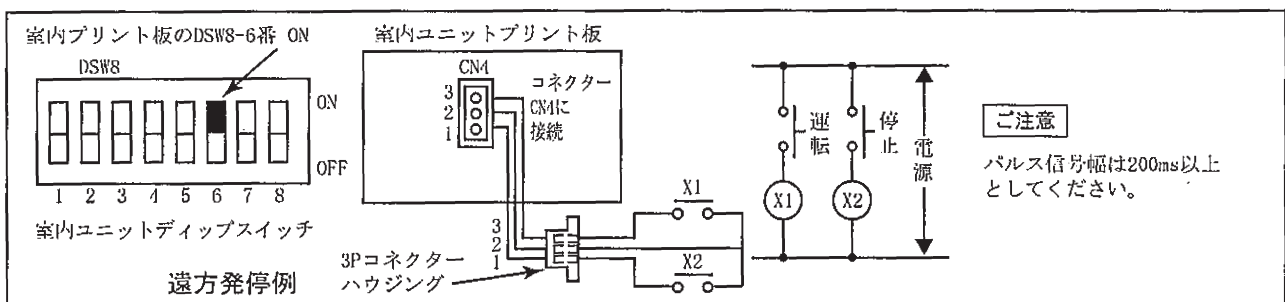 室内プリント板のDSW8-6番 ON
DSW8
ON
OFF
1 2 3 4 5 6 7 8
室内ユニットディップスイッチ
遠方発停例
室内ユニットプリント板
CN4
3
2
1
コネクター
CN4に
接続
3
2
1
3Pコネクター
ハウジング
X1
X2
運転
停止
X1
X2
電源
ご注意
パルス信号幅は200ms以上
としてください。